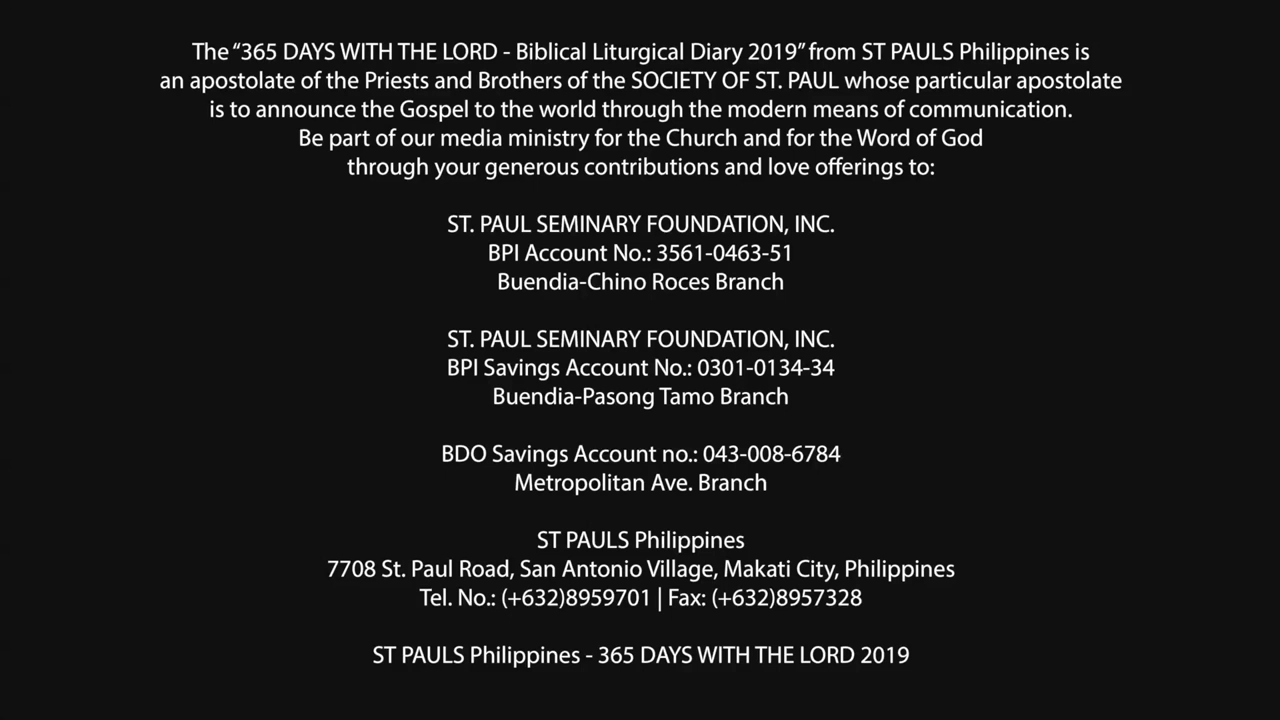 The “365 DAYS WITH THE LORD - Biblical Liturgical Diary 2019” from ST PAULS Philippines is
an apostolate of the Priests and Brothers of the SOCIETY OF ST. PAUL whose particular apostolate
is to announce the Gospel to the world through the modern means of communication.
Be part of our media ministry for the Church and for the Word of God
through your generous contributions and love offerings to:
ST. PAUL SEMINARY FOUNDATION, INC.
BPI Account No.: 3561-0463-51
Buendia-Chino Roces Branch
ST. PAUL SEMINARY FOUNDATION, INC.
BPI Savings Account No.: 0301-0134-34
Buendia-Pasong Tamo Branch
BDO Savings Account no.: 043-008-6784
Metropolitan Ave. Branch
ST PAULS Philippines
7708 St. Paul Road, San Antonio Village, Makati City, Philippines
Tel. No.: (+632)8959701 | Fax: (+632)8957328
ST PAULS Philippines - 365 DAYS WITH THE LORD 2019